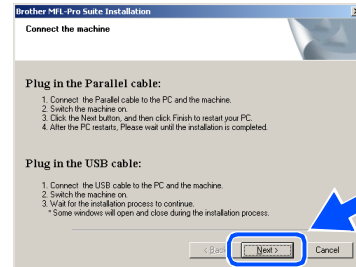 Brother MFL-Pro Suite Installation
Connect the machine
Plug in the Parallel cable:
1. Connect the Parallel cable to the PC and the machine.
2. Switch the machine on.
3. Click the Next button, and then click Finish to restart your PC.
4. After the PC restarts, Please wait until the installation is completed.
Plug in the USB cable:
1. Connect the USB cable to the PC and the machine.
2. Switch the machine on.
3. Wait for the installation process to continue.
* Some windows will open and close during the installation process.
< Back Next > Cancel